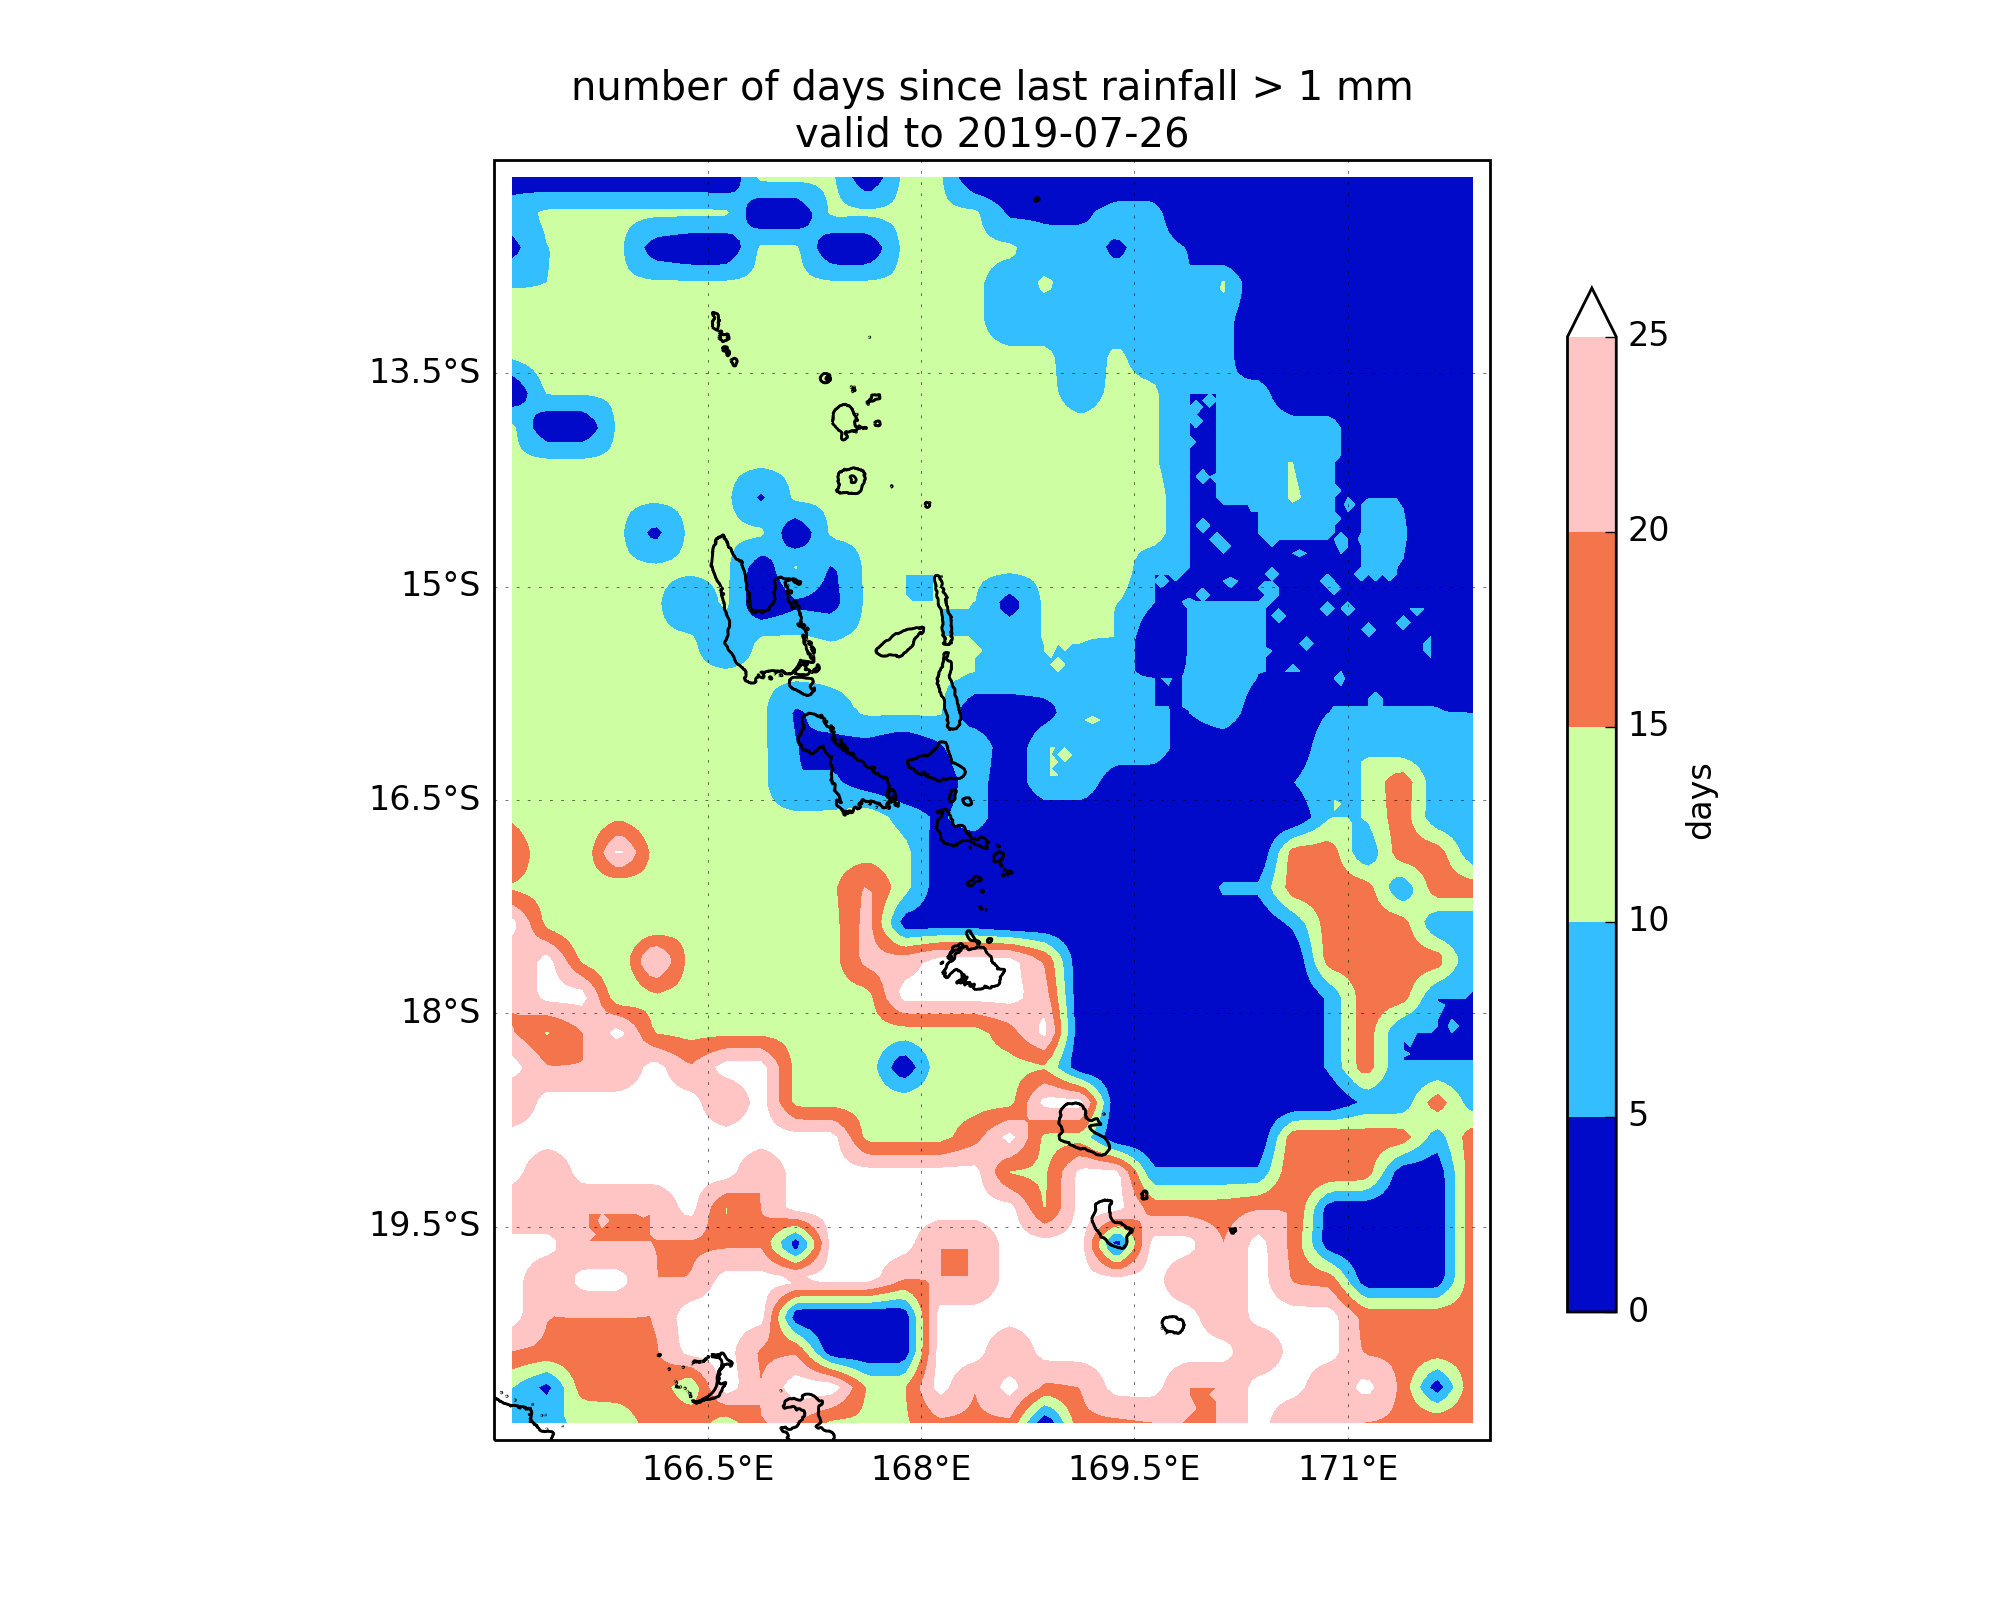 number of days since last rainfall > 1 mm
valid to 2019-07-26
13.5°S
15°S
16.5°S
18°S
19.5°S
166.5°E
168°E
169.5°E
171°E
25
20
15
10
5
0
days